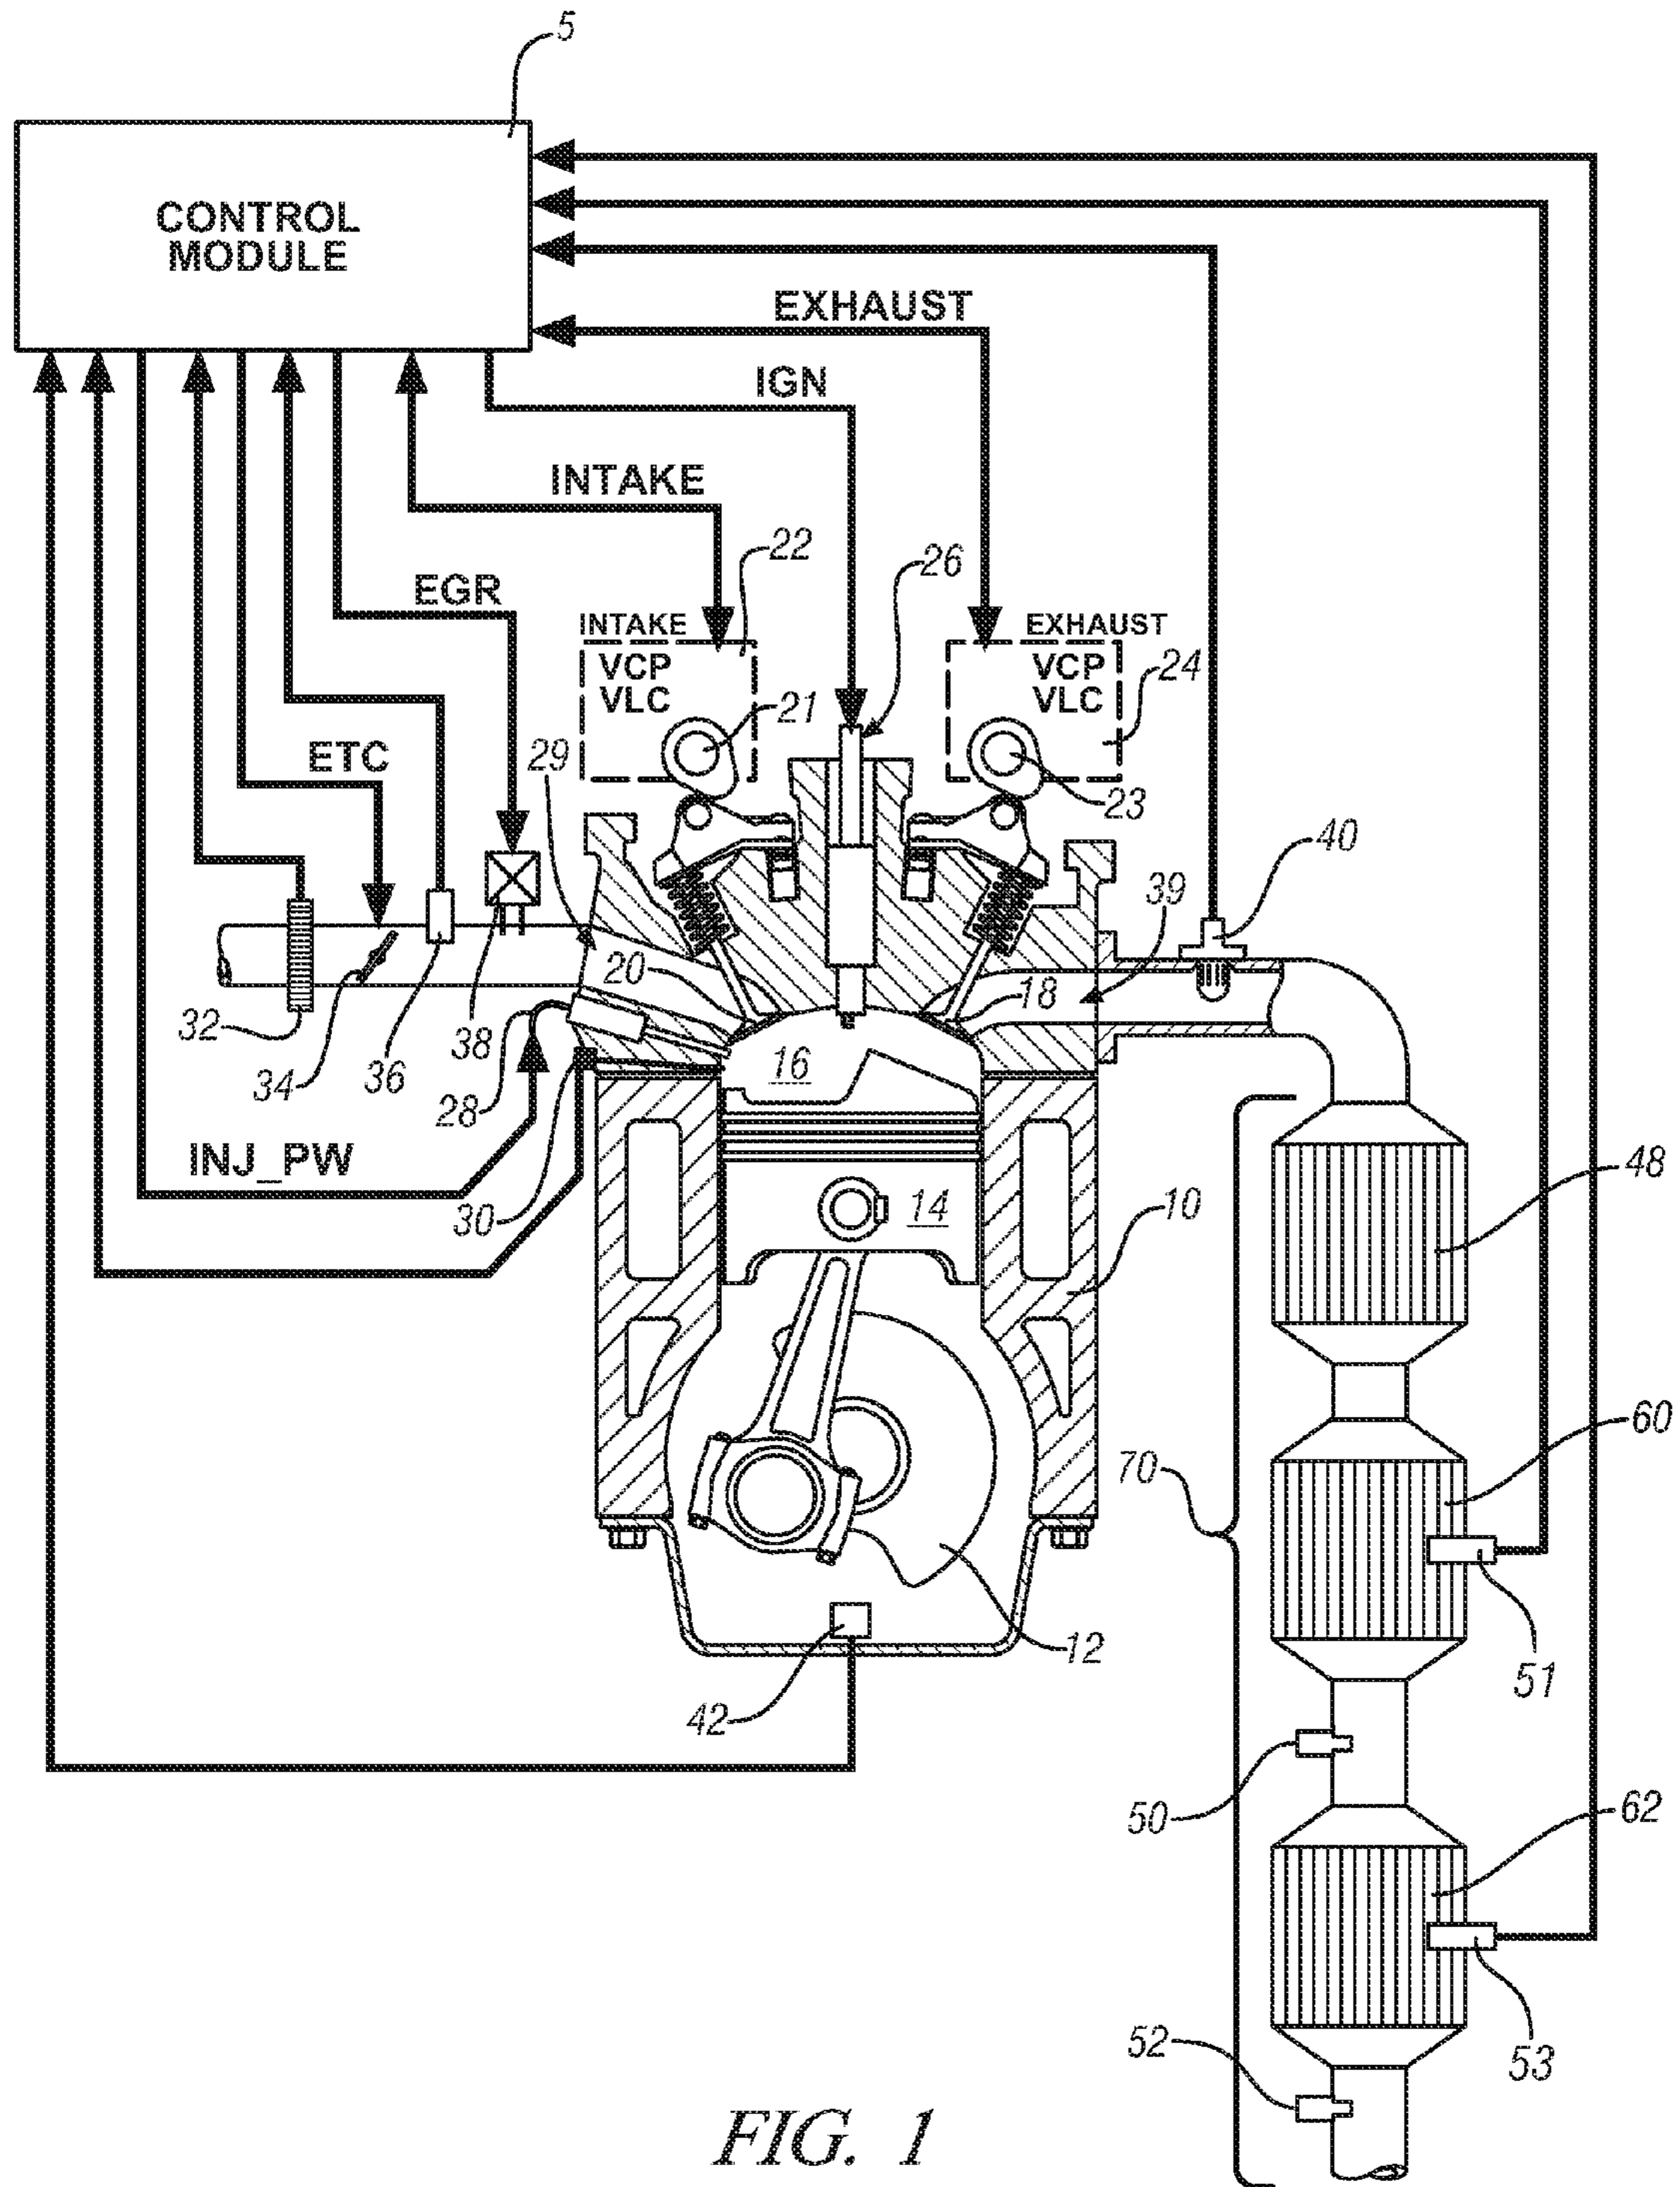 5
CONTROL
MODULE
EXHAUST
IGN
INTAKE
22
26
EGR
INTAKE
VCP
VLC
EXHAUST
VCP
VLC
24
21
23
ETC
29
40
39
20
18
32
34
36
38
28
16
INJ_PW
30
14
10
48
60
70
12
42
51
50
62
52
53
FIG. 1